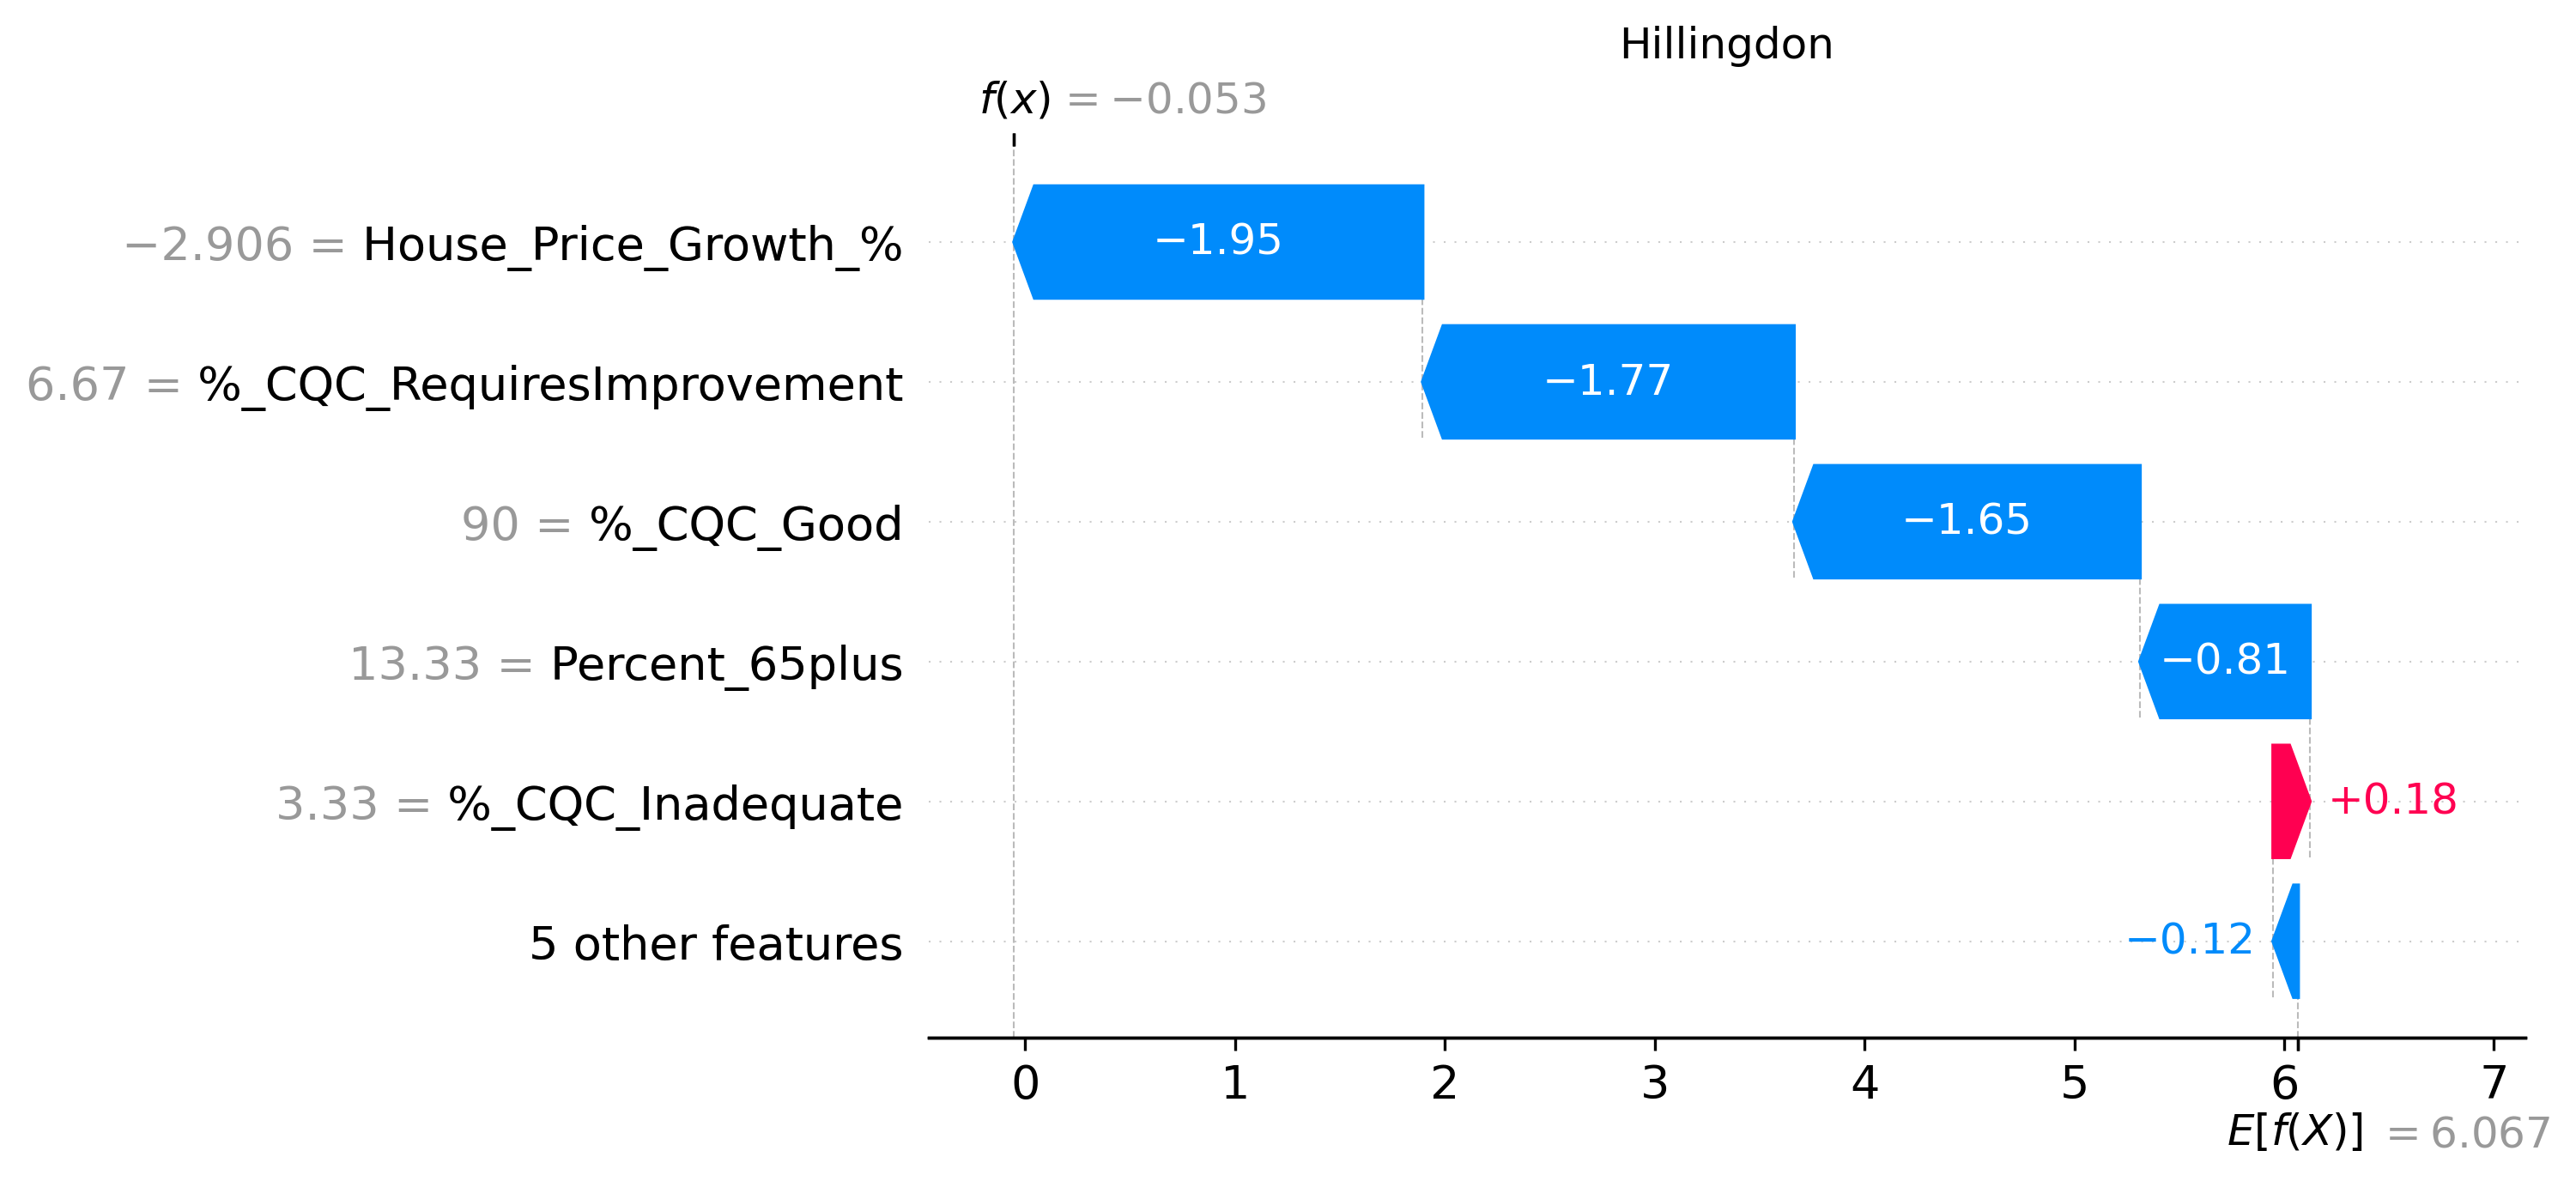 Hillingdon
f(x) = −0.053
−2.906 = House_Price_Growth_% −1.95
6.67 = %_CQC_RequiresImprovement −1.77
90 = %_CQC_Good −1.65
13.33 = Percent_65plus −0.81
3.33 = %_CQC_Inadequate +0.18
5 other features −0.12
0 1 2 3 4 5 6 7
E[f(X)] = 6.067